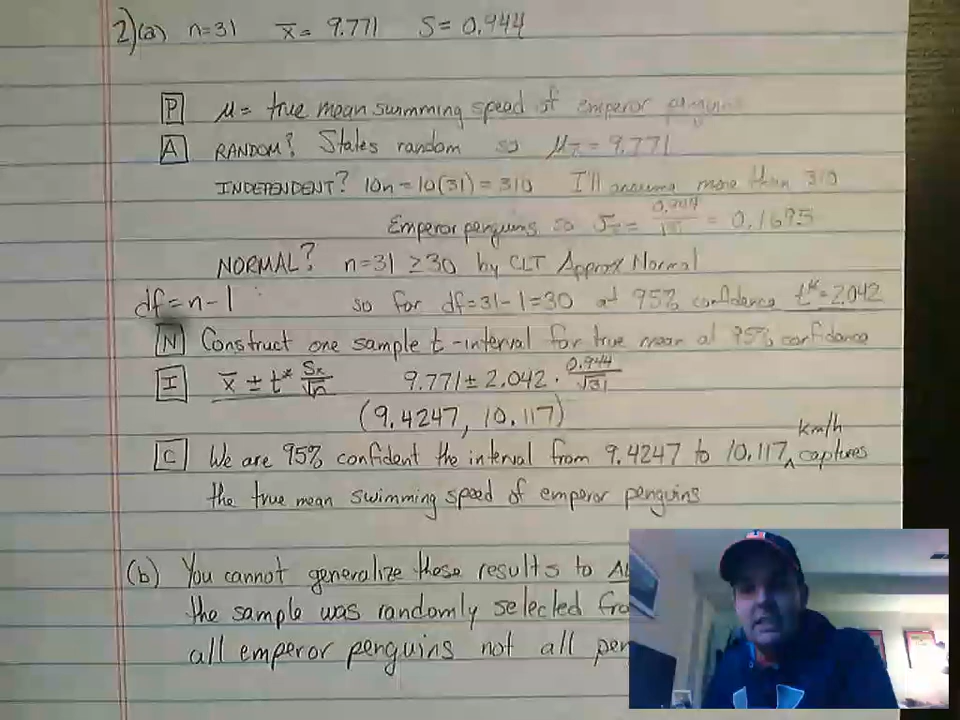 2)(a) n=31 x̄= 9.771 S= 0.944
P μ= true mean swimming speed of emperor penguins
A RANDOM? States random so μx̄ = 9.771
INDEPENDENT? 10n = 10(31) = 310 I'll assume more than 310
Emperor penguins so = 0.944/√31 = 0.1695
NORMAL? n=31 ≥30 by CLT Approx Normal
df=n-1 so for df=31-1=30 at 95% confidence t*=2.042
N Construct one sample t-interval for true mean at 95% confidence
I x̄ ± t* Sx/√n 9.771 ± 2.042 · 0.944/√31
(9.4247, 10.117)
km/h
C We are 95% confident the interval from 9.4247 to 10.117^ captures
the true mean swimming speed of emperor penguins
(b) You cannot generalize these results to
the sample was randomly selected
all emperor penguins not all